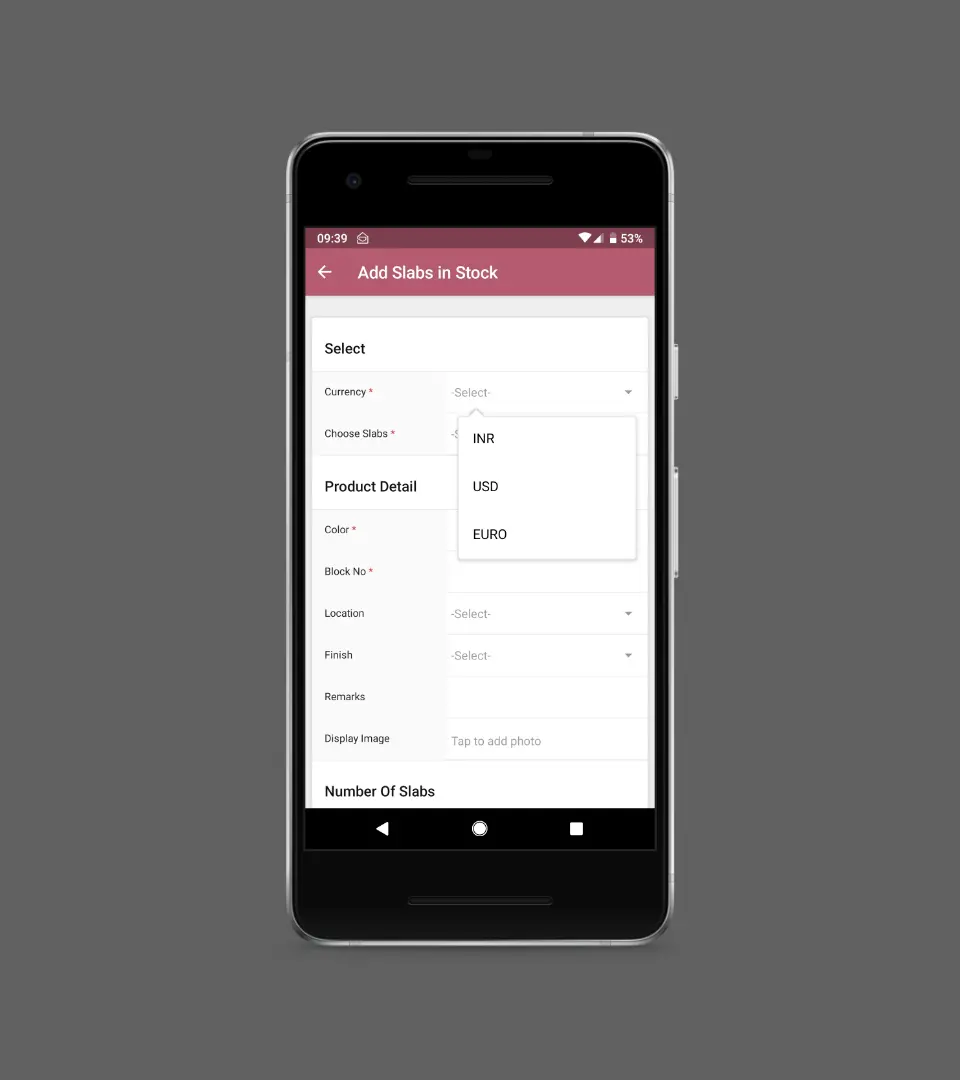 09:39 53%
Add Slabs in Stock
Select
Currency * -Select-
Choose Slabs *
INR
USD
EURO
Product Detail
Color *
Block No *
Location -Select-
Finish -Select-
Remarks
Display Image Tap to add photo
Number Of Slabs